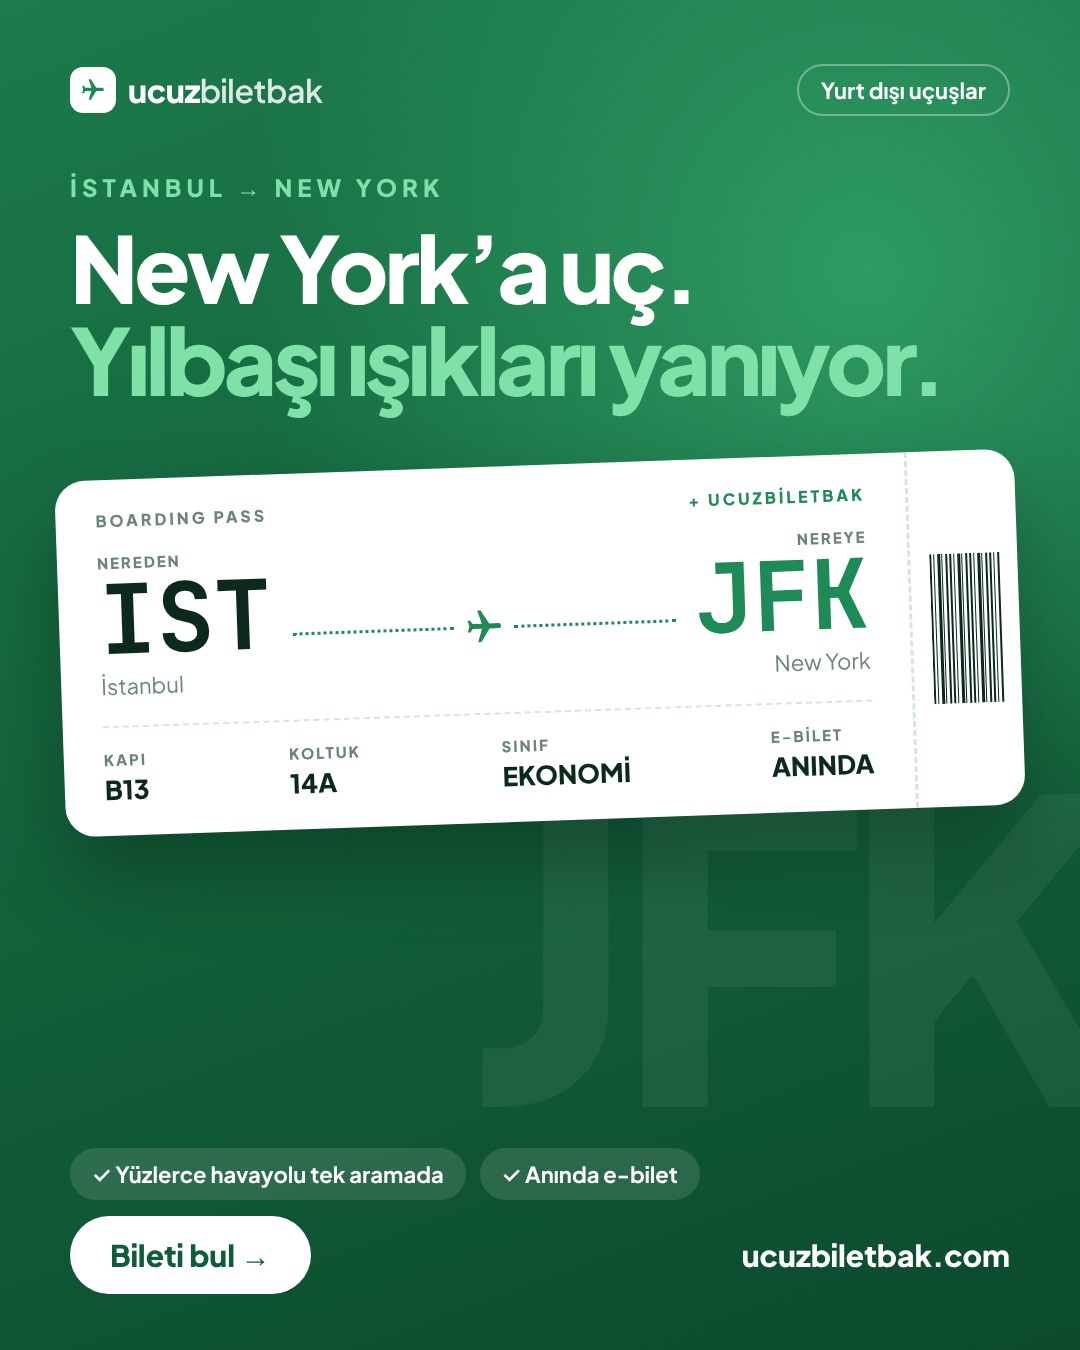 ucuzbiletbak
Yurt dışı uçuşlar
İSTANBUL → NEW YORK
New York’a uç.
Yılbaşı ışıkları yanıyor.
BOARDING PASS
+ UCUZBİLETBAK
NEREDEN
NEREYE
IST
JFK
İstanbul
New York
KAPI
KOLTUK
SINIF
E-BİLET
B13
14A
EKONOMİ
ANINDA
JFK
✓ Yüzlerce havayolu tek aramada
✓ Anında e-bilet
Bileti bul →
ucuzbiletbak.com